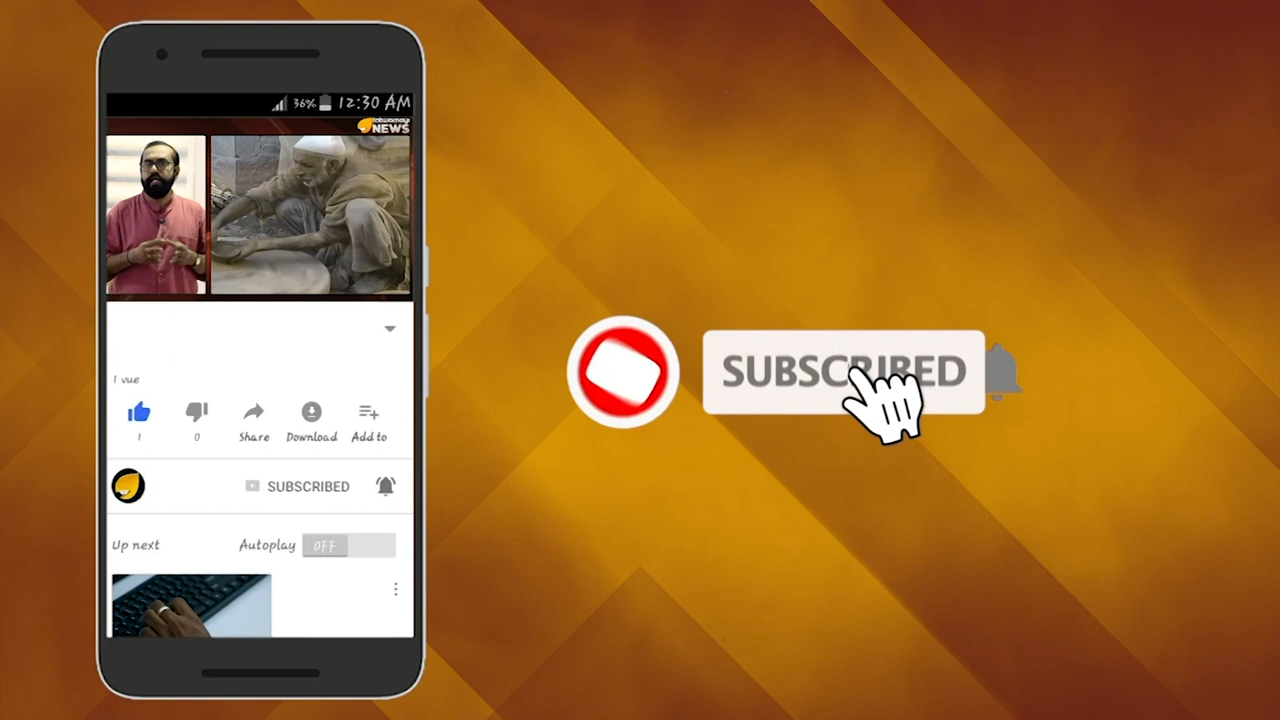 36% 12:30 AM
tatwamayi
NEWS
1 vue
1 0 Share Download Add to
SUBSCRIBED
Up next Autoplay OFF
SUBSCRIBED